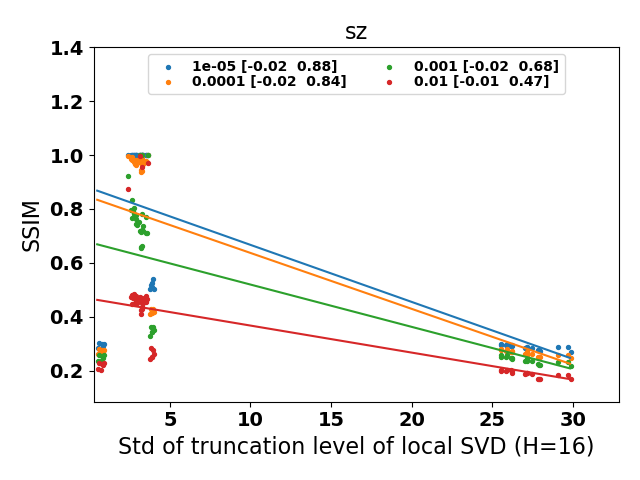 sz
1e-05 [-0.02  0.88]
0.0001 [-0.02  0.84]
0.001 [-0.02  0.68]
0.01 [-0.01  0.47]
1.4
1.2
1.0
0.8
0.6
0.4
0.2
SSIM
5 10 15 20 25 30
Std of truncation level of local SVD (H=16)